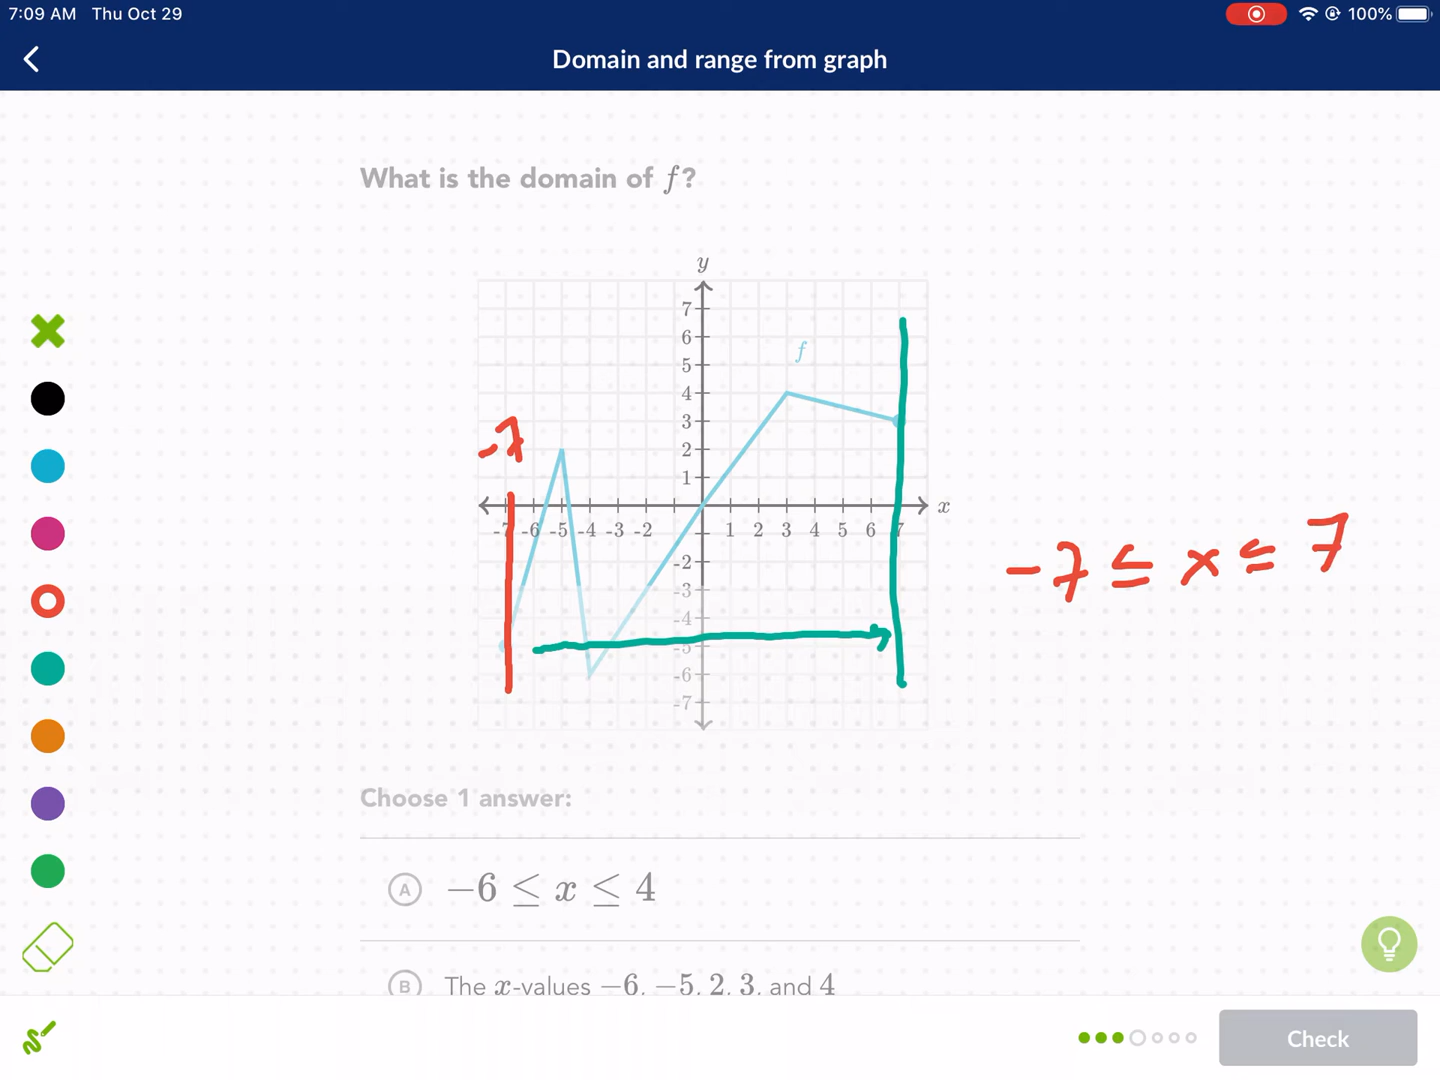 7:09 AM Thu Oct 29 100%
Domain and range from graph
What is the domain of f?
y
7
6
5
4
3
2
1
f
-7
x
-7 -6 -5 -4 -3 -2 1 2 3 4 5 6 7
-2
-3
-4
-5
-6
-7
-7 ≤ x ≤ 7
Choose 1 answer:
A −6 ≤ x ≤ 4
B The x-values −6, −5, 2, 3, and 4
Check